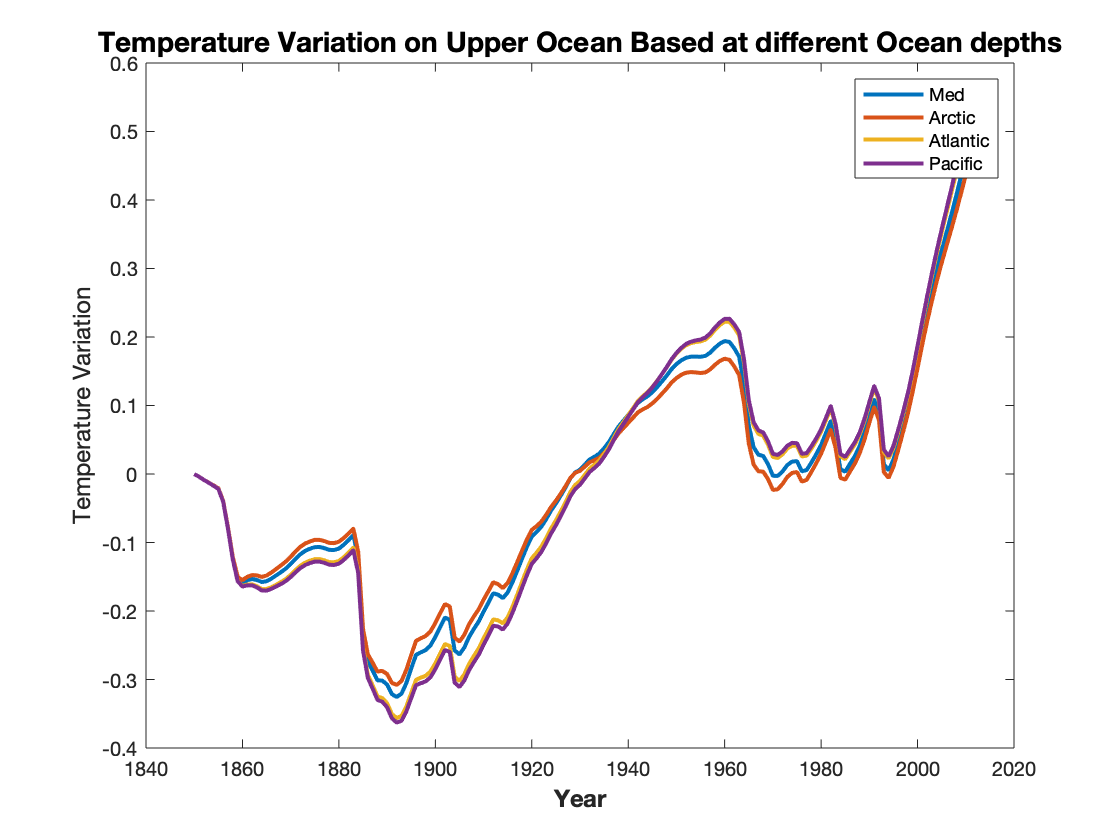 Temperature Variation on Upper Ocean Based at different Ocean depths
0.6
0.5
0.4
0.3
0.2
0.1
0
-0.1
-0.2
-0.3
-0.4
Temperature Variation
Med
Arctic
Atlantic
Pacific
1840 1860 1880 1900 1920 1940 1960 1980 2000 2020
Year